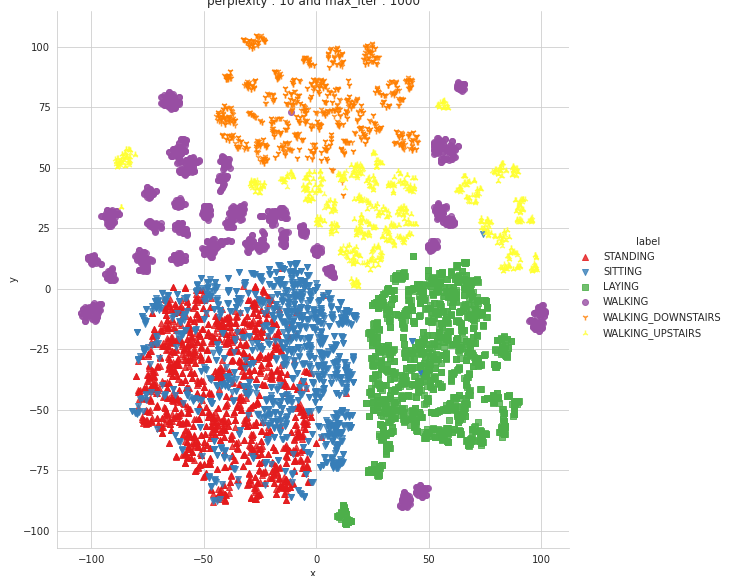 perplexity : 10 and max_iter : 1000
100
75
50
25
0
−25
−50
−75
−100
y
−100
−50
0
50
100
x
label
STANDING
SITTING
LAYING
WALKING
WALKING_DOWNSTAIRS
WALKING_UPSTAIRS